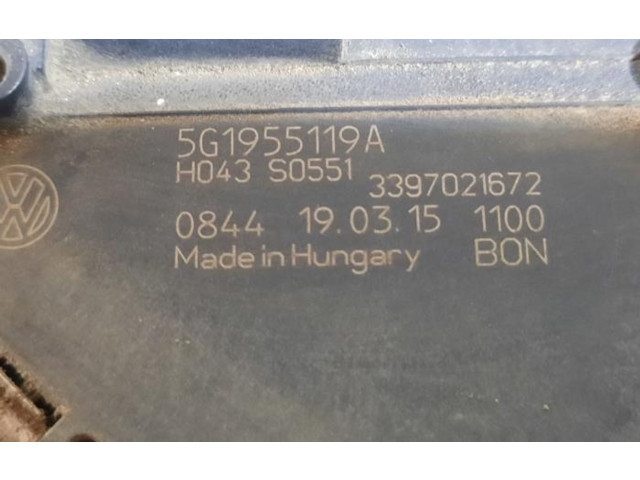 5G1955119A
H043 S0551 3397021672
0844 19.03.15 1100
Made in Hungary BON